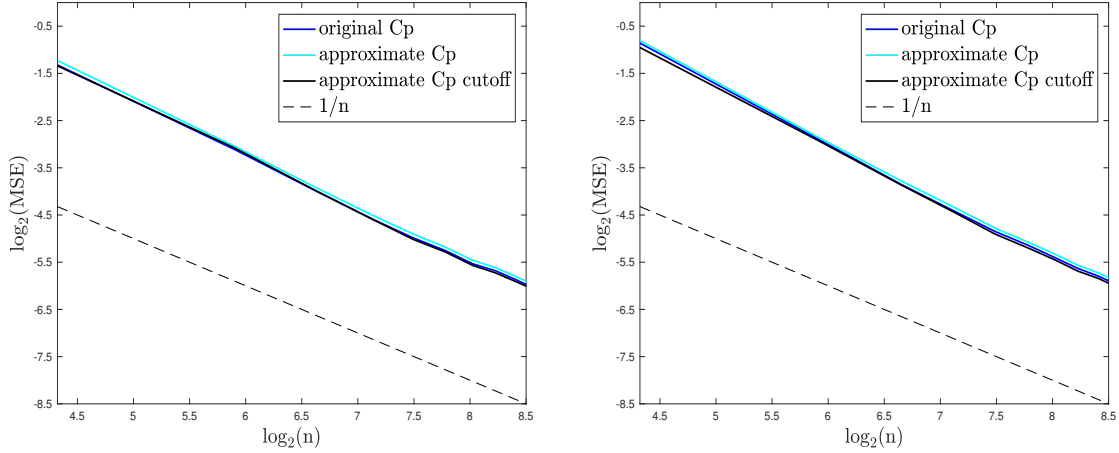 -0.5
-1.5
-2.5
-3.5
-4.5
-5.5
-6.5
-7.5
-8.5
log2(MSE)
original Cp
approximate Cp
approximate Cp cutoff
1/n
4.5 5 5.5 6 6.5 7 7.5 8 8.5
log2(n)
-0.5
-1.5
-2.5
-3.5
-4.5
-5.5
-6.5
-7.5
-8.5
log2(MSE)
original Cp
approximate Cp
approximate Cp cutoff
1/n
4.5 5 5.5 6 6.5 7 7.5 8 8.5
log2(n)